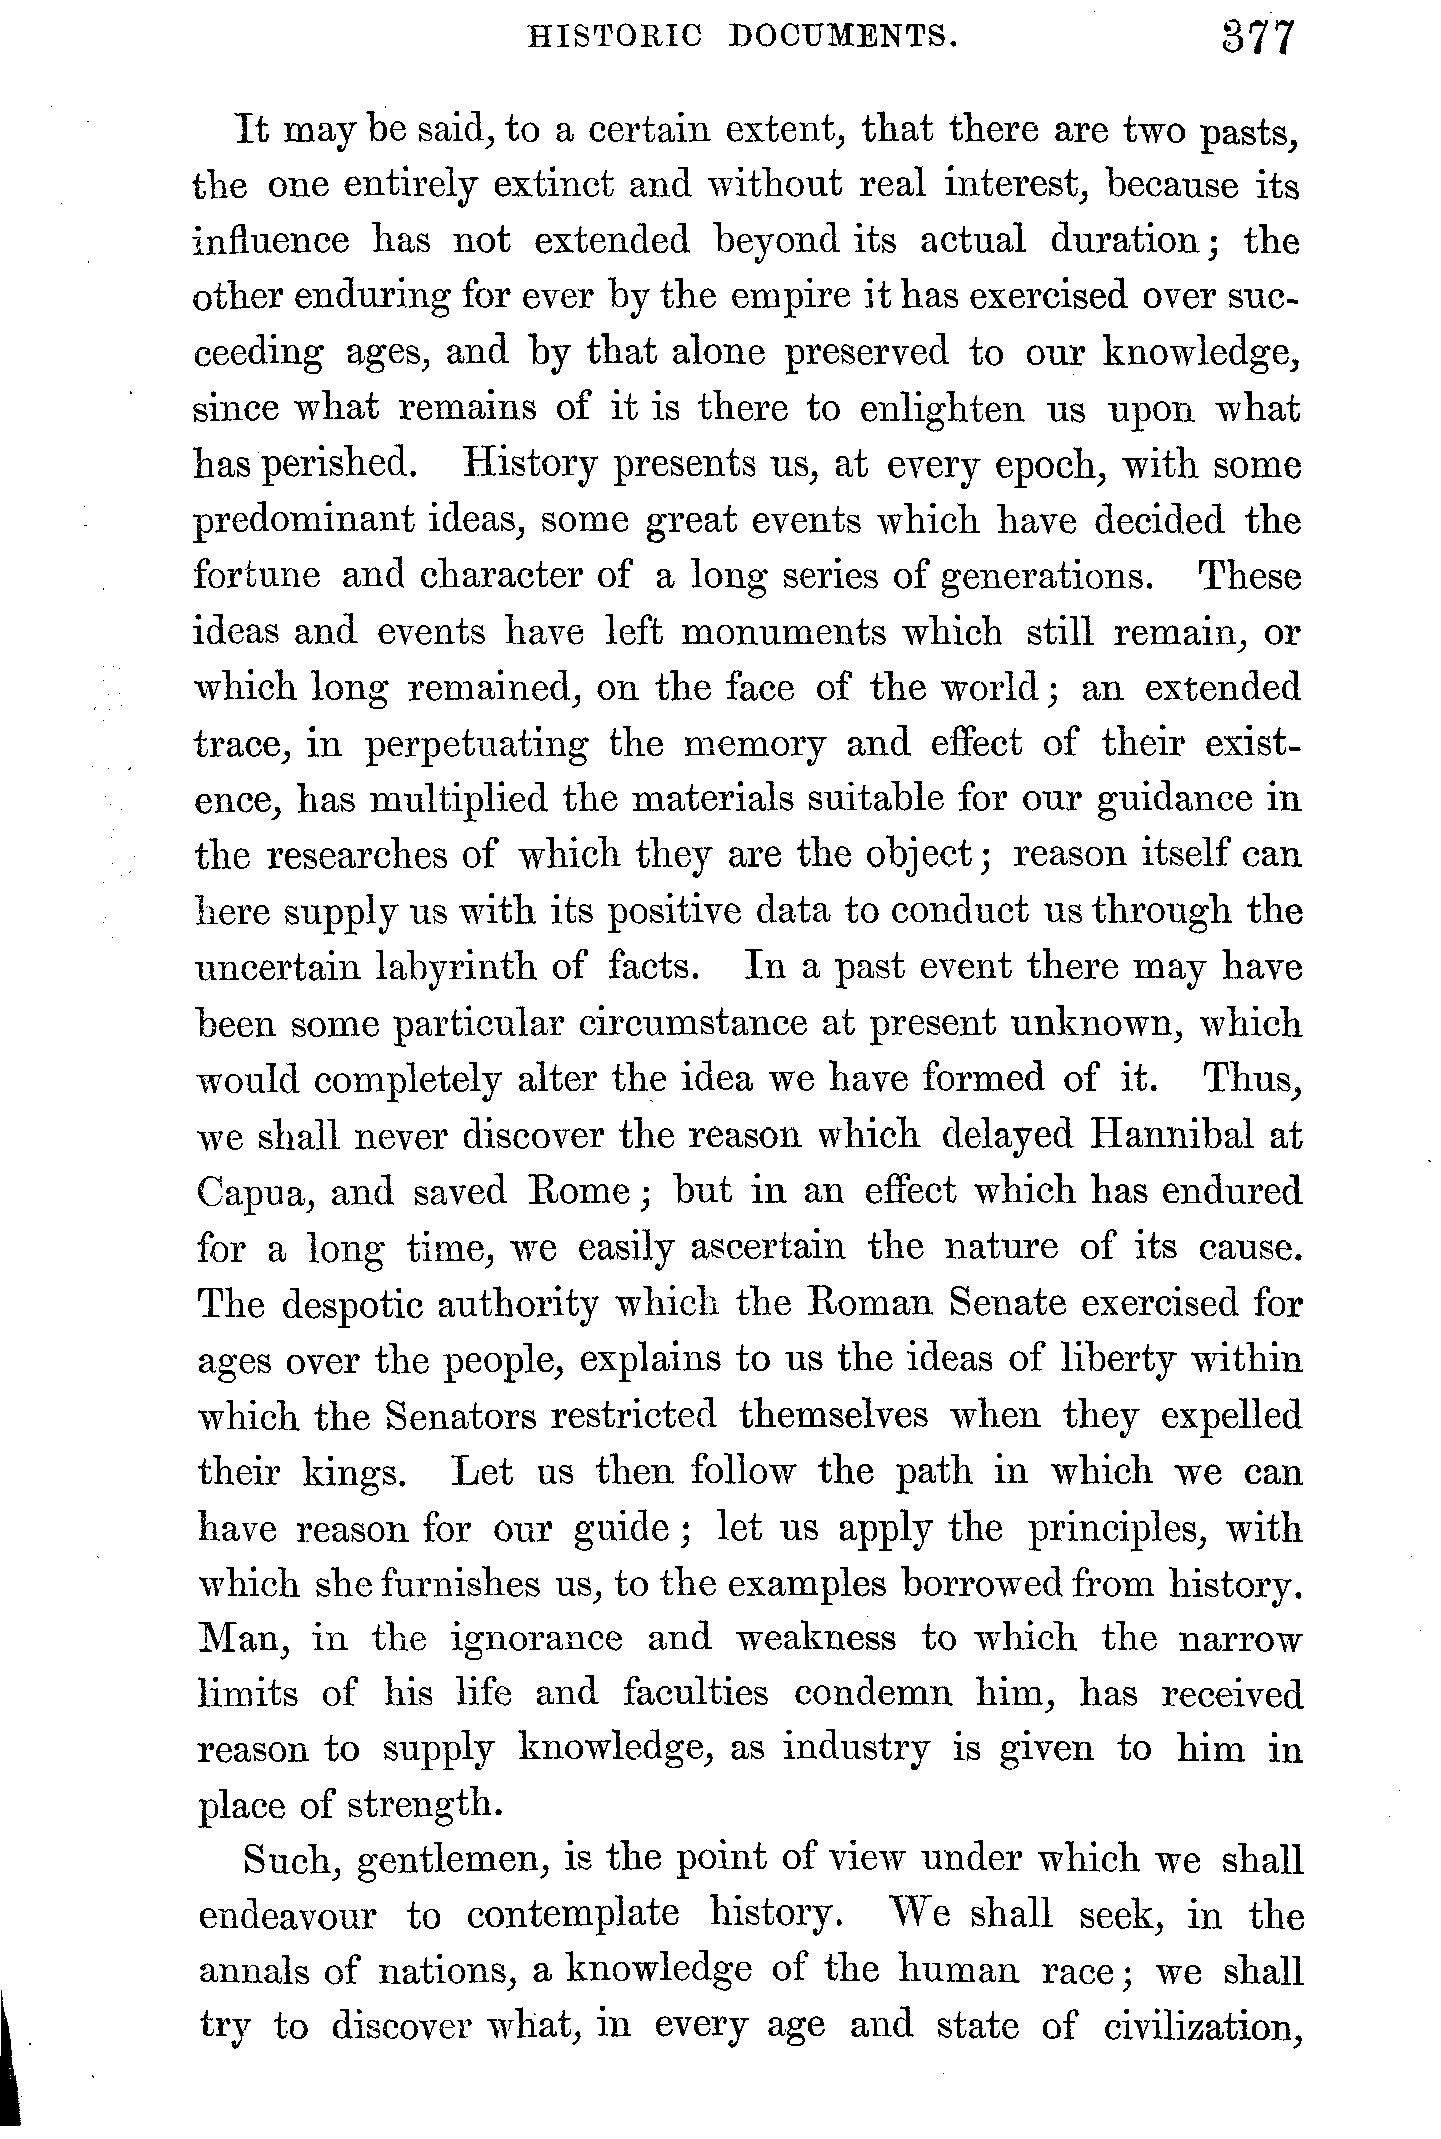 HISTORIC DOCUMENTS. 377
It may be said, to a certain extent, that there are two pasts,
the one entirely extinct and without real interest, because its
influence has not extended beyond its actual duration; the
other enduring for ever by the empire it has exercised over suc-
ceeding ages, and by that alone preserved to our knowledge,
since what remains of it is there to enlighten us upon what
has perished. History presents us, at every epoch, with some
predominant ideas, some great events which have decided the
fortune and character of a long series of generations. These
ideas and events have left monuments which still remain, or
which long remained, on the face of the world; an extended
trace, in perpetuating the memory and effect of their exist-
ence, has multiplied the materials suitable for our guidance in
the researches of which they are the object; reason itself can
here supply us with its positive data to conduct us through the
uncertain labyrinth of facts. In a past event there may have
been some particular circumstance at present unknown, which
would completely alter the idea we have formed of it. Thus,
we shall never discover the reason which delayed Hannibal at
Capua, and saved Rome; but in an effect which has endured
for a long time, we easily ascertain the nature of its cause.
The despotic authority which the Roman Senate exercised for
ages over the people, explains to us the ideas of liberty within
which the Senators restricted themselves when they expelled
their kings. Let us then follow the path in which we can
have reason for our guide; let us apply the principles, with
which she furnishes us, to the examples borrowed from history.
Man, in the ignorance and weakness to which the narrow
limits of his life and faculties condemn him, has received
reason to supply knowledge, as industry is given to him in
place of strength.
Such, gentlemen, is the point of view under which we shall
endeavour to contemplate history. We shall seek, in the
annals of nations, a knowledge of the human race; we shall
try to discover what, in every age and state of civilization,